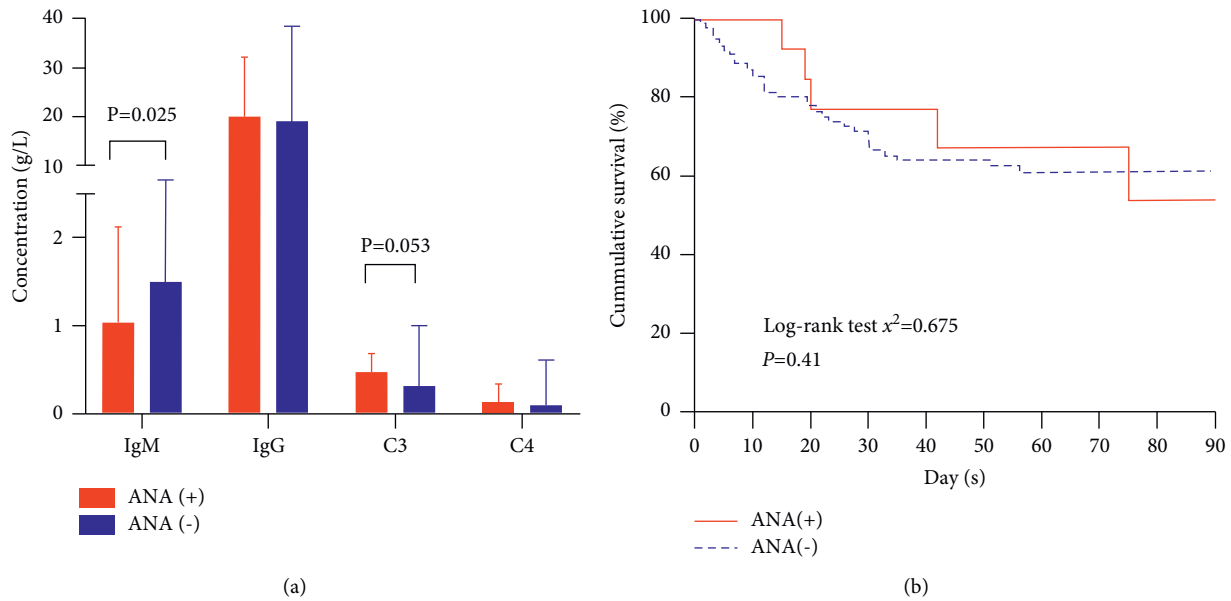 40
30
20
10
2
1
0
Concentration (g/L)
P=0.025
P=0.053
IgM
IgG
C3
C4
ANA (+)
ANA (-)
(a)
100
80
60
40
20
0
Cummulative survival (%)
Log-rank test x²=0.675
P=0.41
0 10 20 30 40 50 60 70 80 90
Day (s)
ANA(+)
ANA(-)
(b)